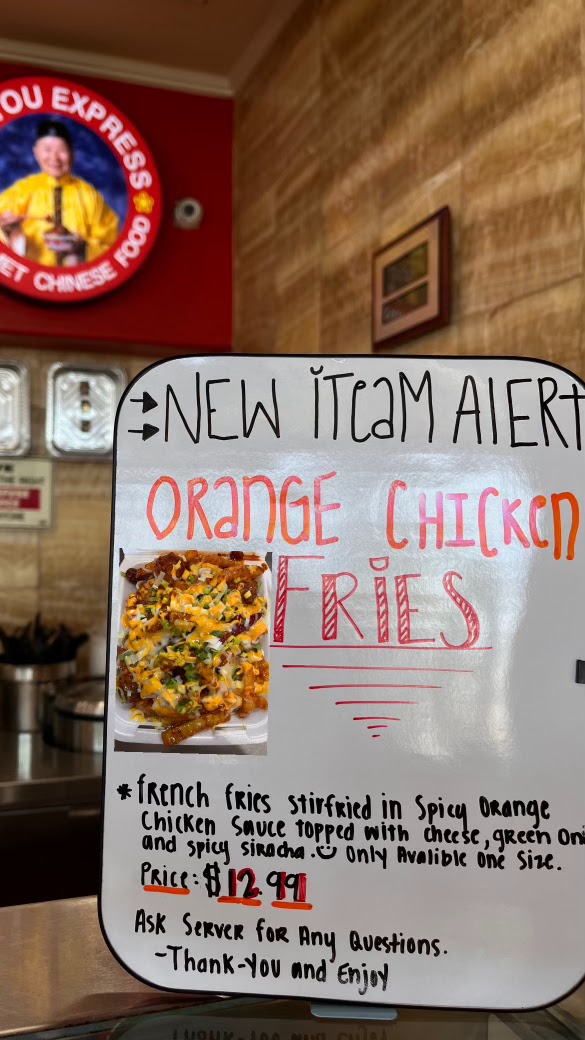 OU EXPRESS
ET CHINESE FOOD
→ NEW iTeaM AlERt
→
ORaNGE CHICKen
FRiES
* french fries stirfried in Spicy Orange
Chicken Sauce topped with cheese, green Oni
and spicy siracha. Only Avalible one Size.
Price: $12.99
Ask Server for Any Questions.
-Thank-You and Enjoy